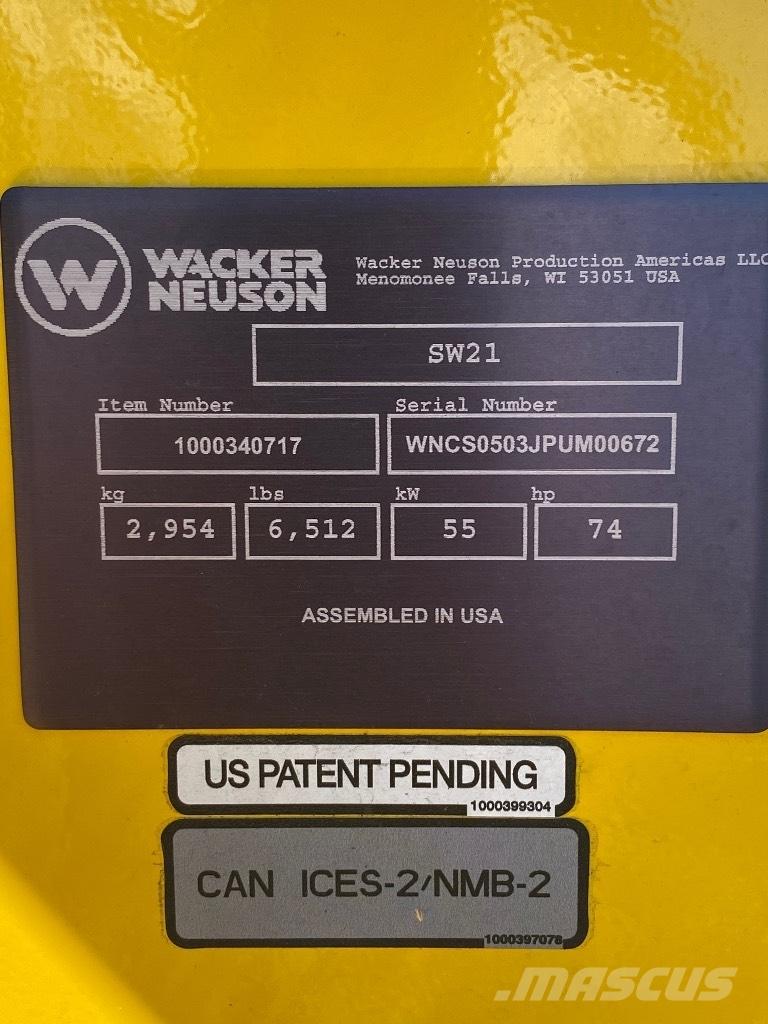 W
WACKER
NEUSON
Wacker Neuson Production Americas LLC
Menomonee Falls, WI 53051 USA
SW21
Item Number
Serial Number
1000340717
WNCS0503JPUM00672
kg
lbs
kW
hp
2,954
6,512
55
74
ASSEMBLED IN USA
US PATENT PENDING
1000399304
CAN ICES-2/NMB-2
1000397078
MASCUS